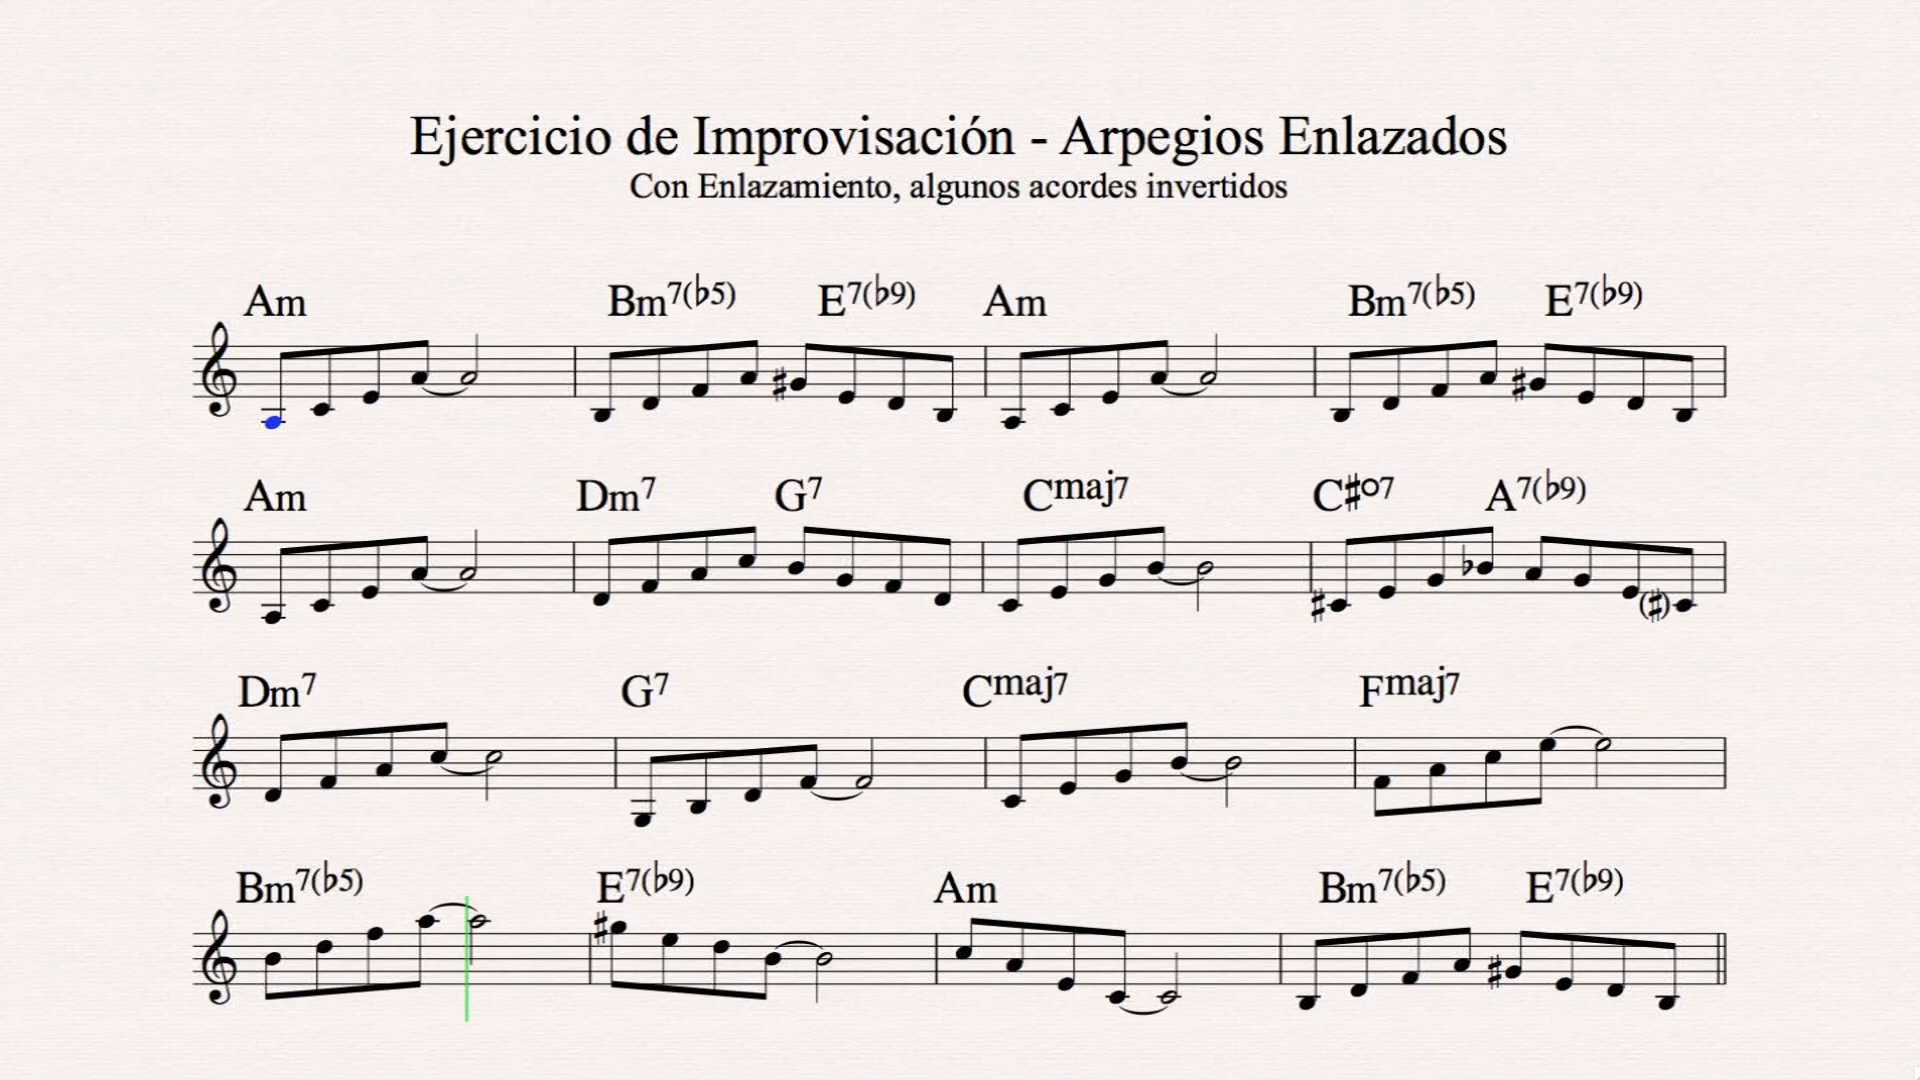 Ejercicio de Improvisación - Arpegios Enlazados
Con Enlazamiento, algunos acordes invertidos
Am Bm7(♭5) E7(♭9) Am Bm7(♭5) E7(♭9)
Am Dm7 G7 Cmaj7 C♯o7 A7(♭9)
Dm7 G7 Cmaj7 Fmaj7
Bm7(♭5) E7(♭9) Am Bm7(♭5) E7(♭9)